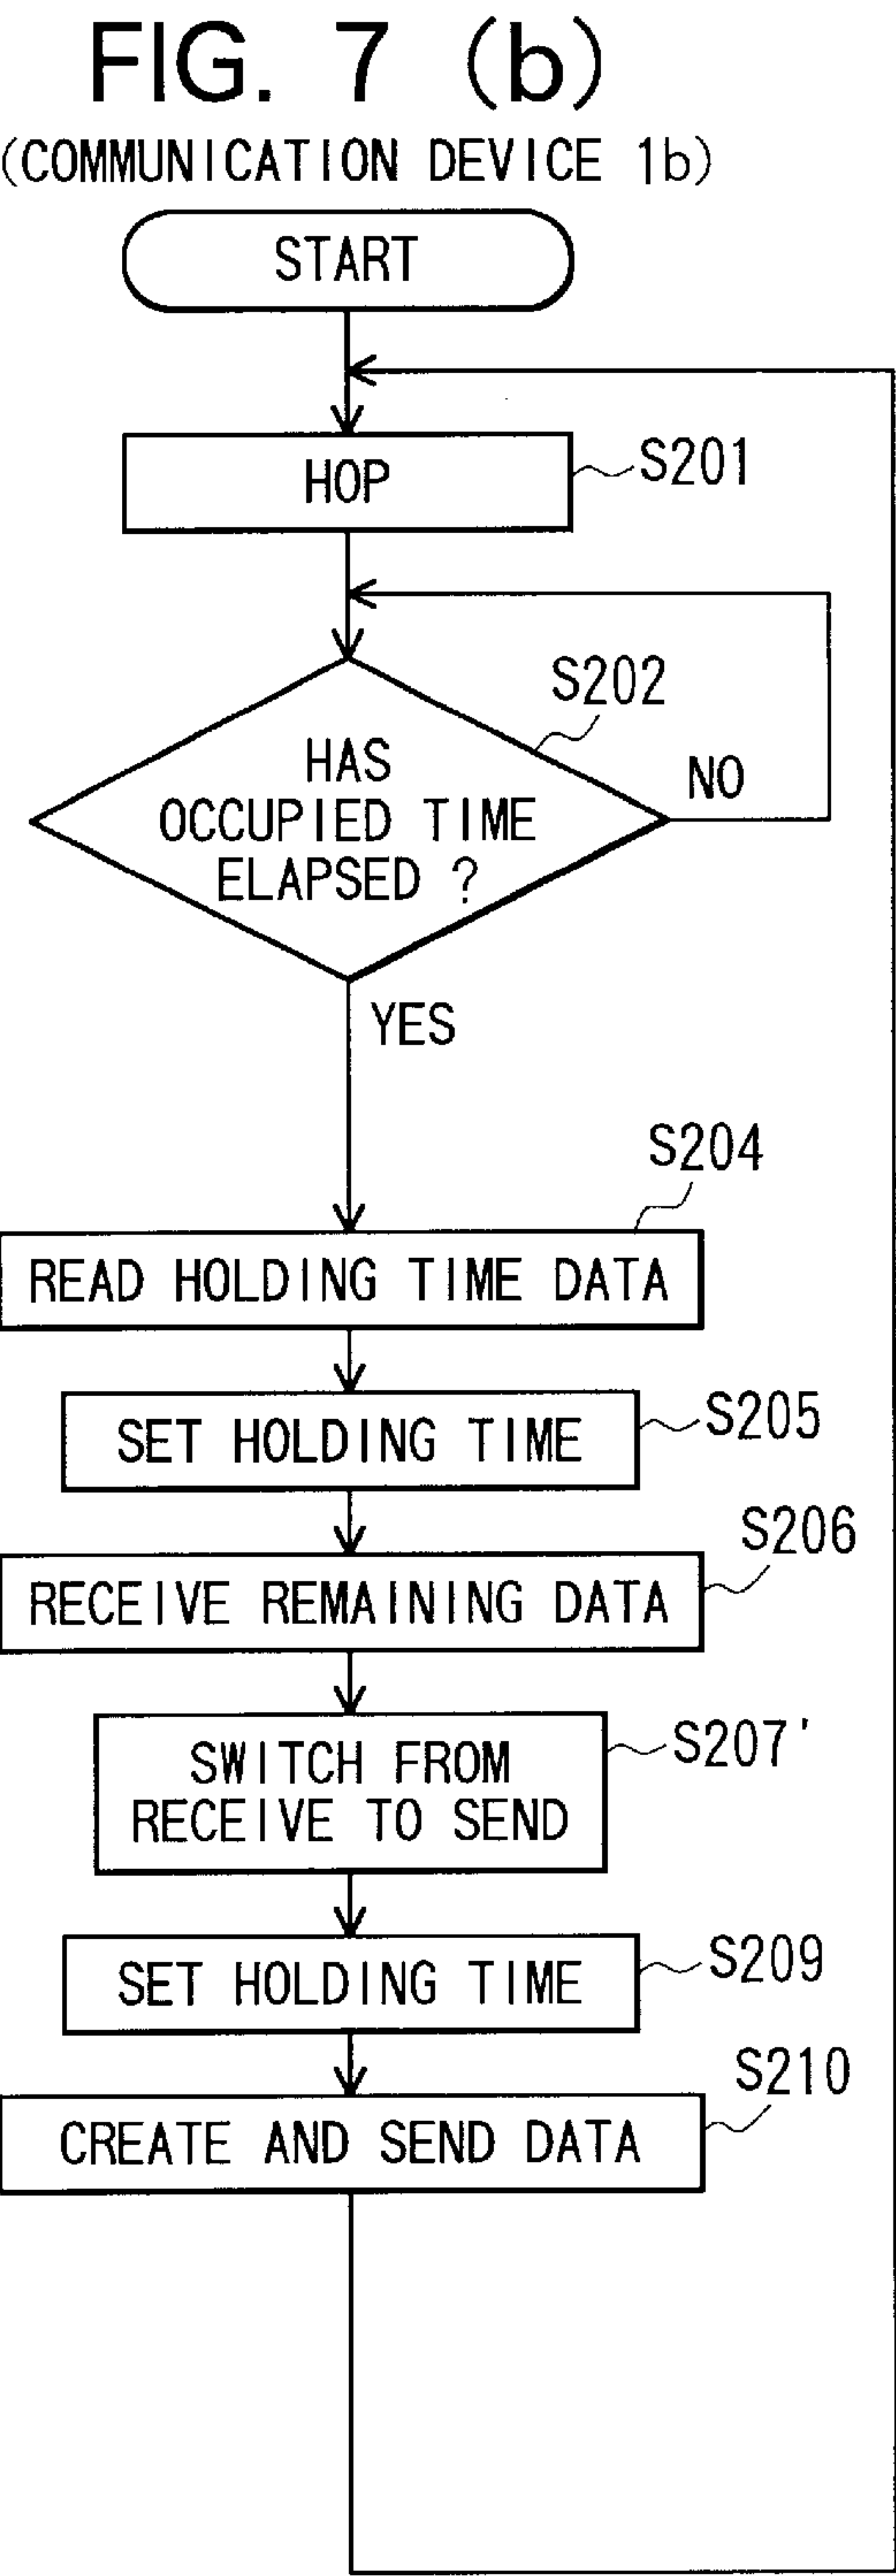 FIG. 7 (b)
(COMMUNICATION DEVICE 1b)
START
HOP
S201
S202
HAS
OCCUPIED TIME
ELAPSED ?
NO
YES
S204
READ HOLDING TIME DATA
SET HOLDING TIME
S205
S206
RECEIVE REMAINING DATA
SWITCH FROM
RECEIVE TO SEND
S207'
SET HOLDING TIME
S209
S210
CREATE AND SEND DATA